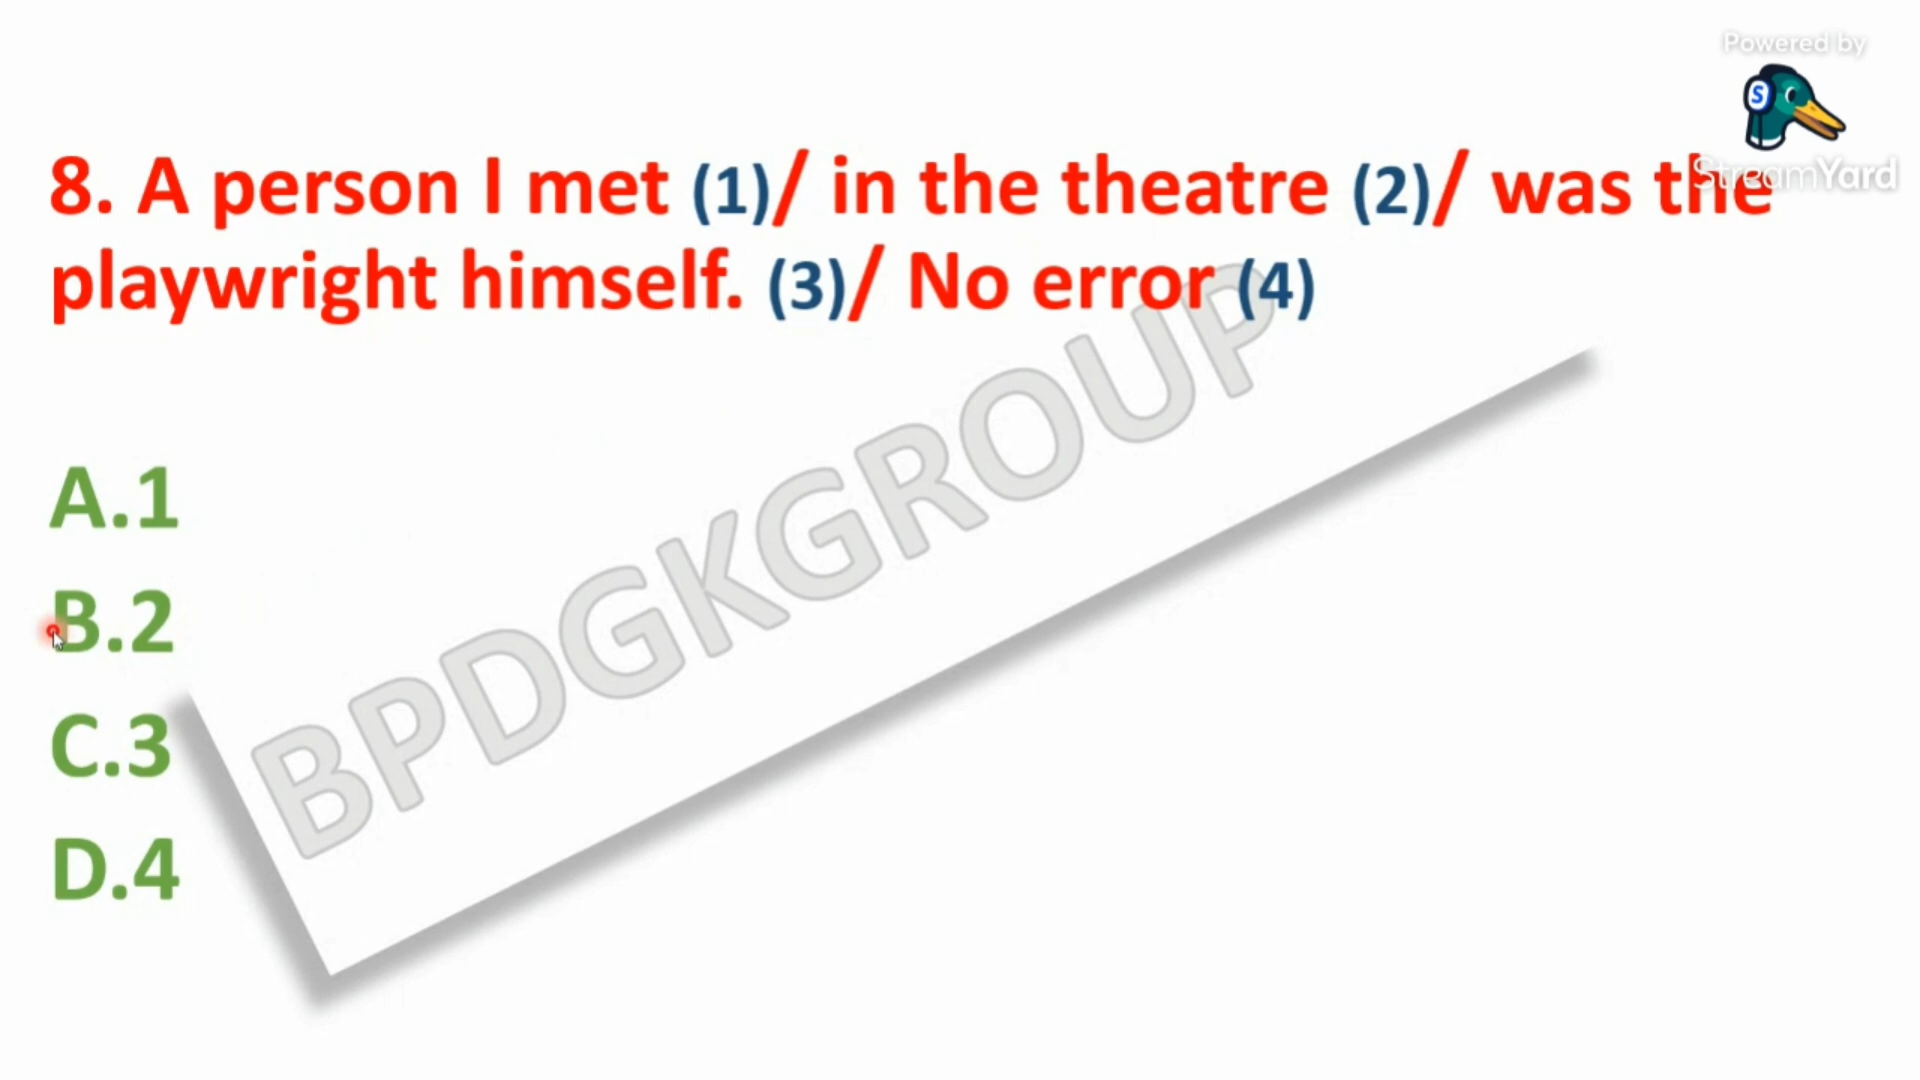 Powered by
StreamYard
8. A person I met (1)/ in the theatre (2)/ was the
playwright himself. (3)/ No error (4)
A.1
B.2
C.3
D.4
BPDGKGROUP